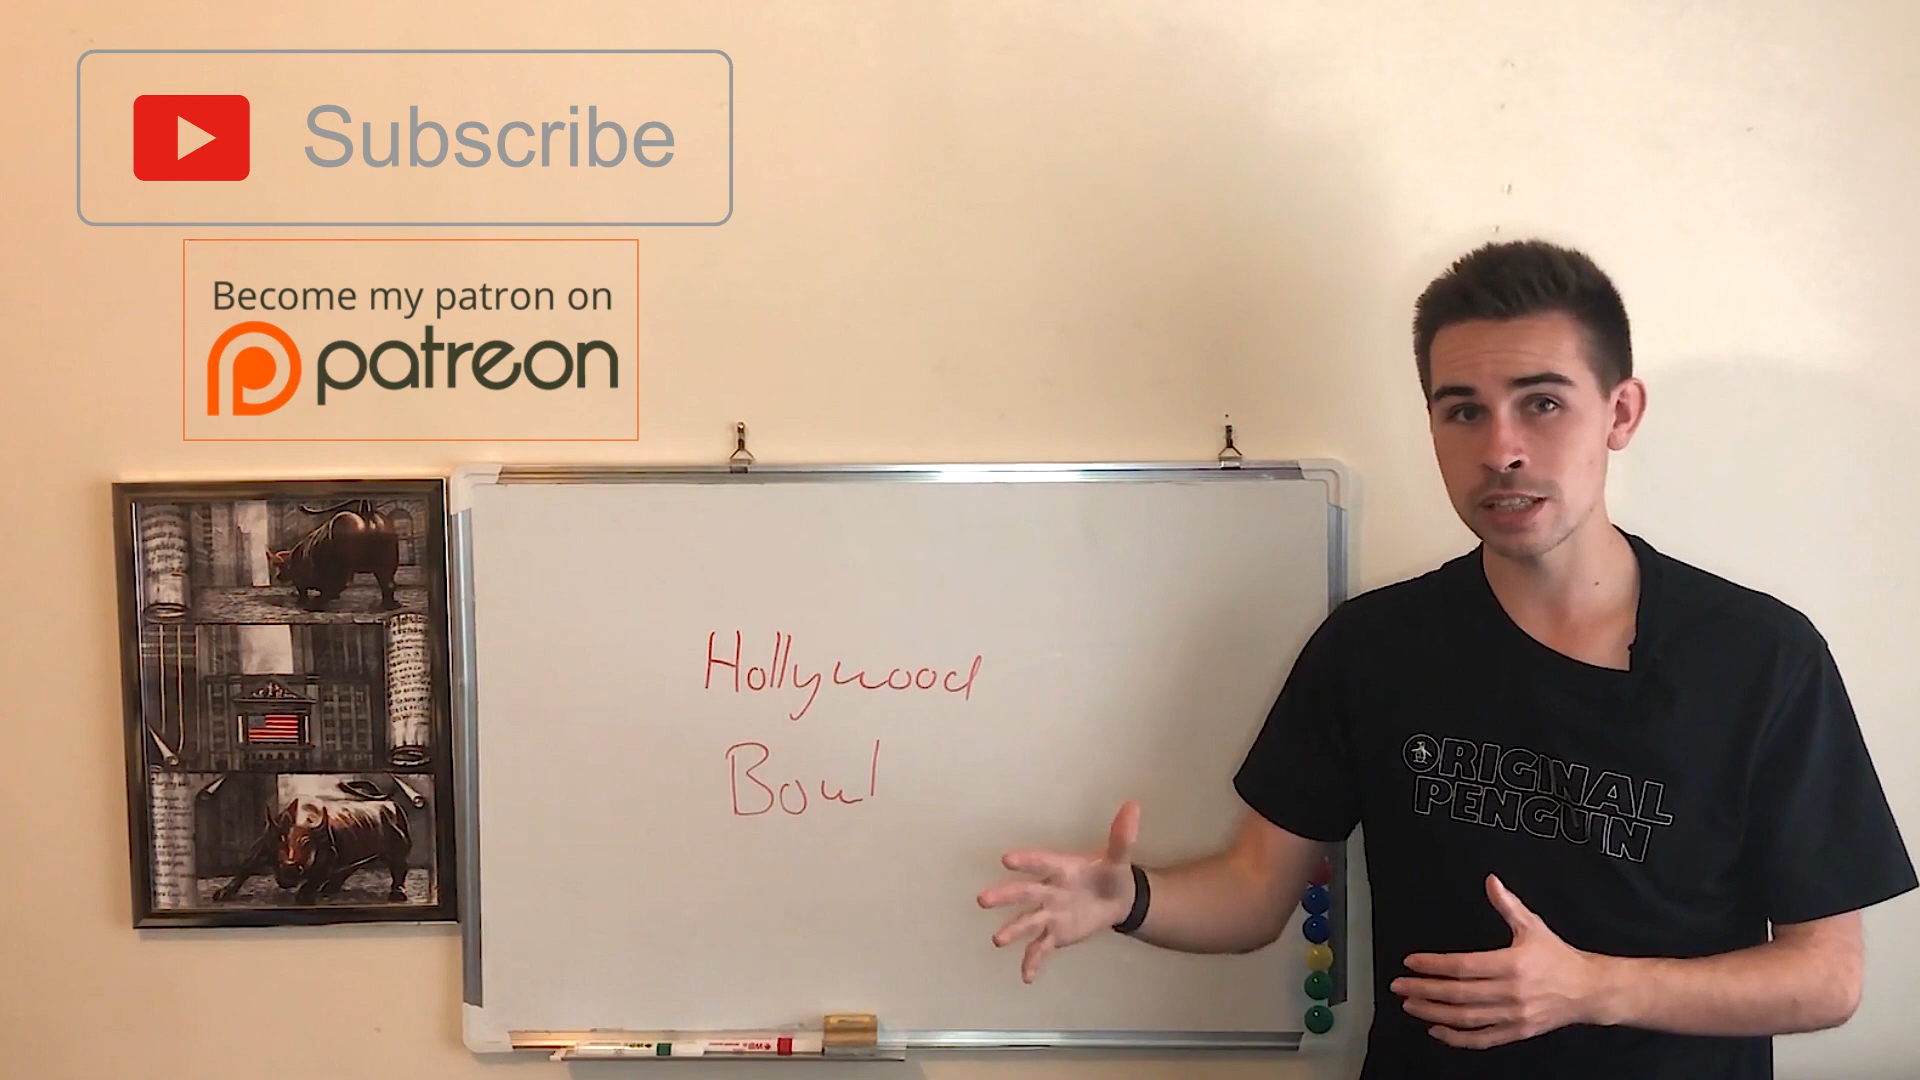 Subscribe
Become my patron on
patreon
Hollywood
Bowl
ORIGINAL
PENGUIN